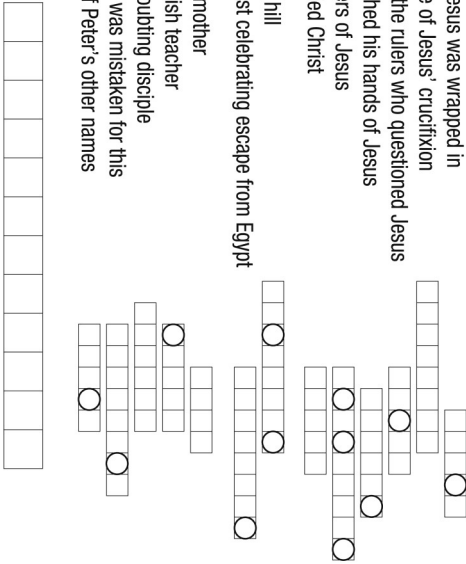 esus was wrapped in
e of Jesus' crucifixion
the rulers who questioned Jesus
hed his hands of Jesus
ers of Jesus
ed Christ
hill
st celebrating escape from Egypt
mother
ish teacher
oubting disciple
was mistaken for this
f Peter's other names